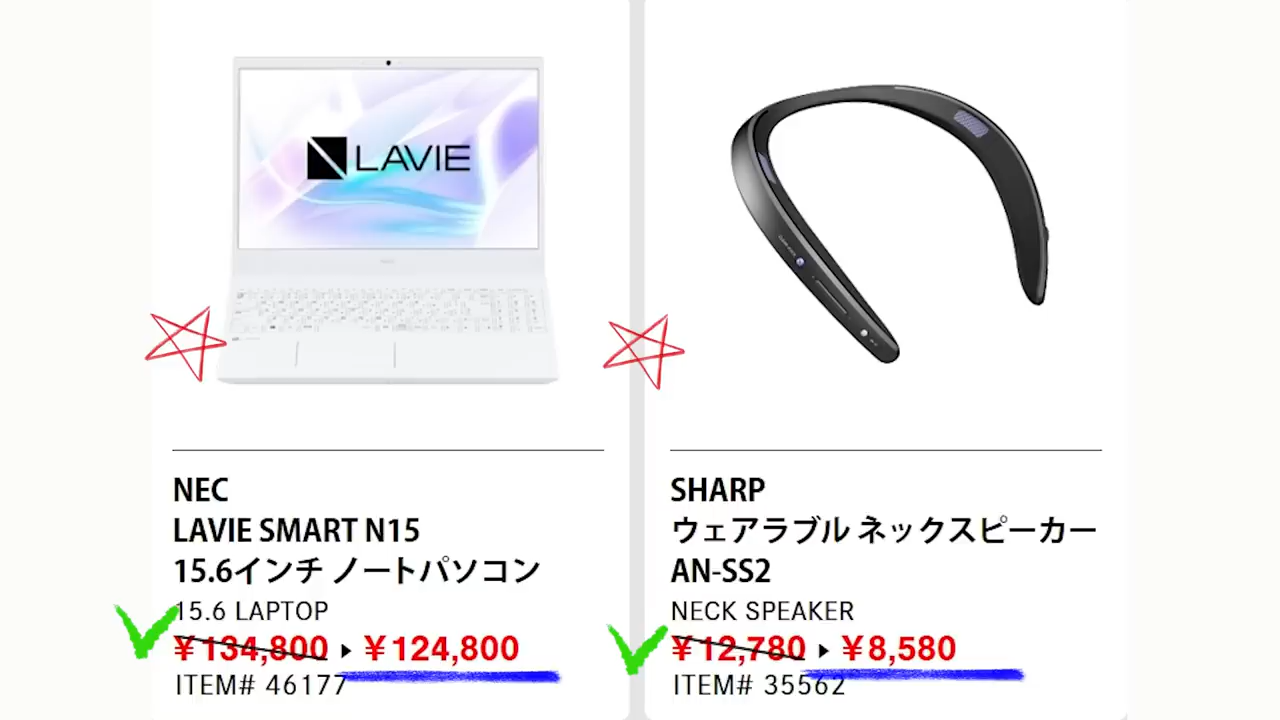 LAVIE
NEC
LAVIE SMART N15
15.6インチ ノートパソコン
15.6 LAPTOP
￥134,800 ▶ ￥124,800
ITEM# 46177
SHARP
ウェアラブル ネックスピーカー
AN-SS2
NECK SPEAKER
￥12,780 ▶ ￥8,580
ITEM# 35562